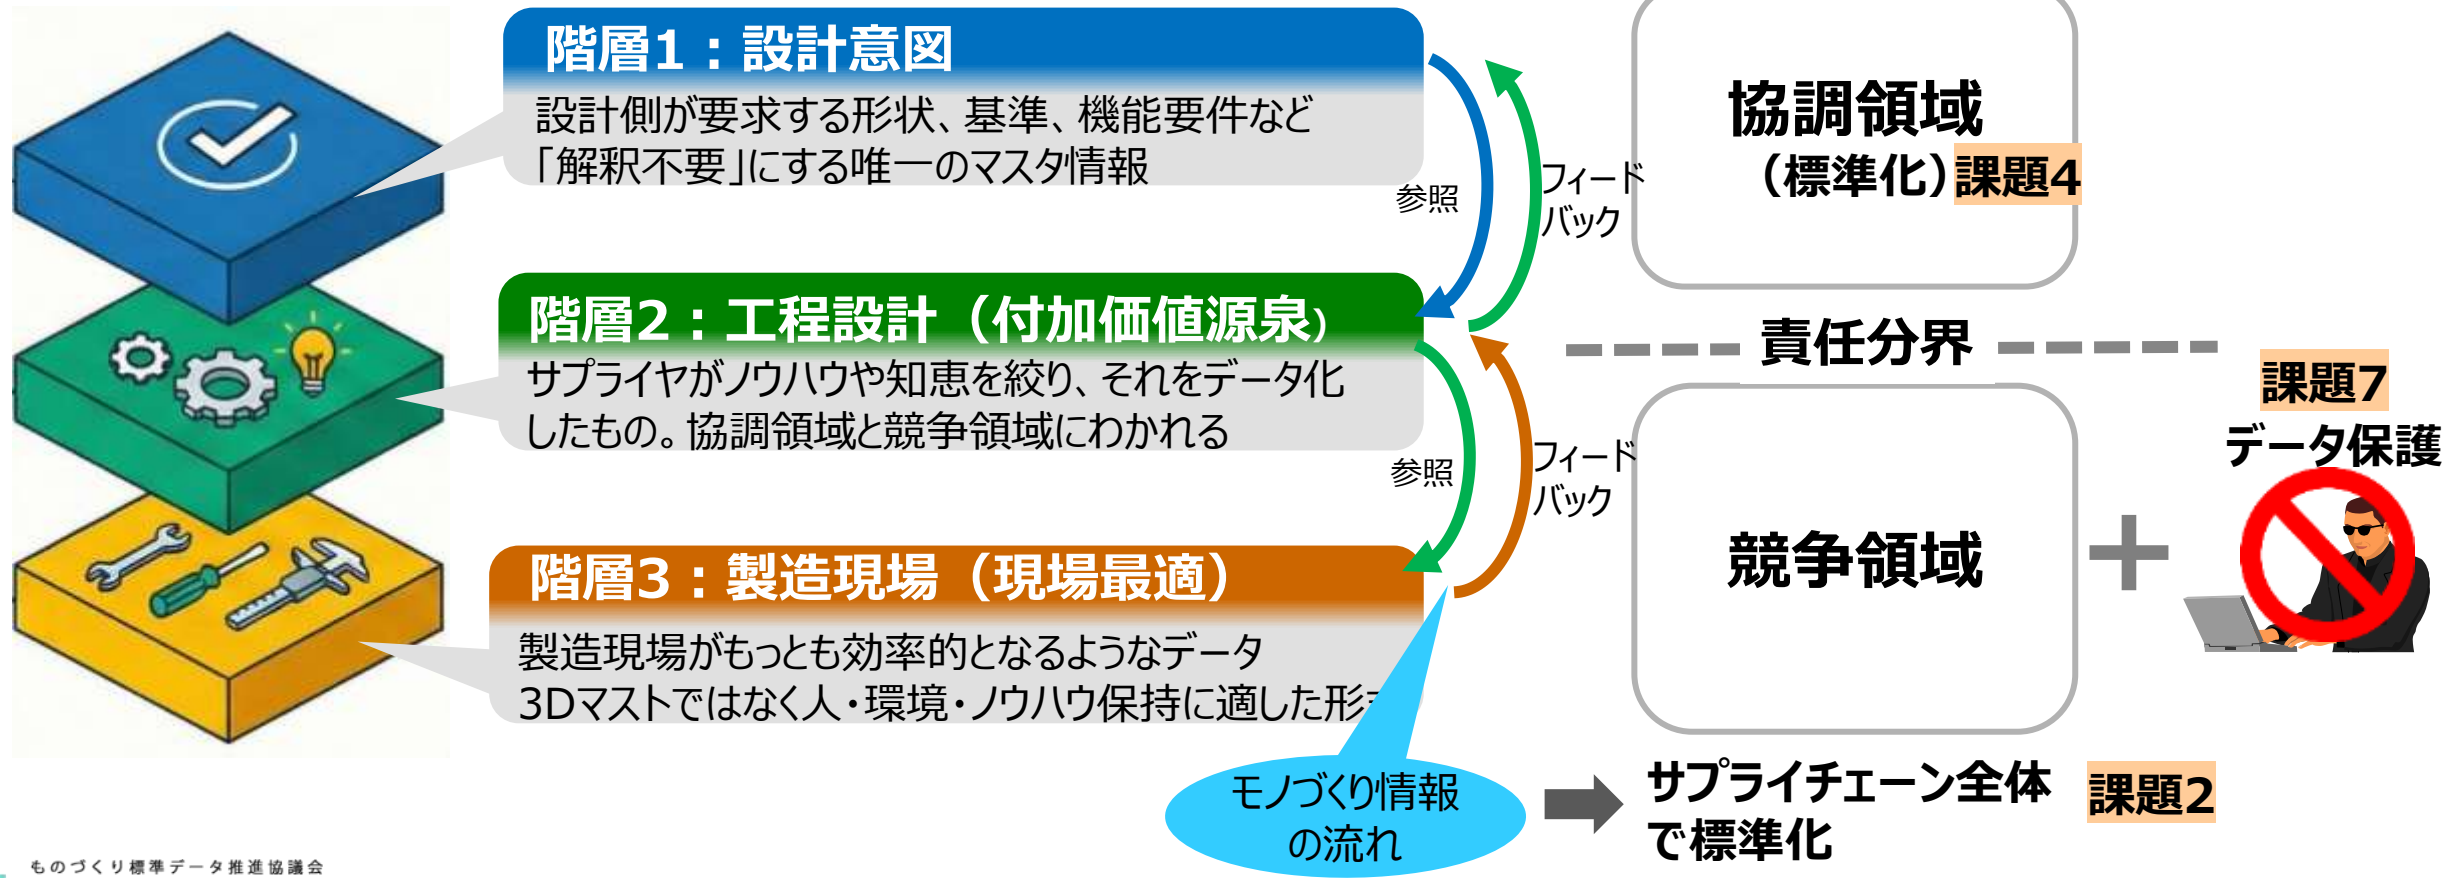 階層1：設計意図
設計側が要求する形状、基準、機能要件など
「解釈不要」にする唯一のマスタ情報
参照
フィード
バック
協調領域
（標準化）課題4
階層2：工程設計（付加価値源泉）
サプライヤがノウハウや知恵を絞り、それをデータ化
したもの。協調領域と競争領域にわかれる
参照
フィード
バック
責任分界
課題7
データ保護
競争領域
階層3：製造現場（現場最適）
製造現場がもっとも効率的となるようなデータ
3Dマストではなく人・環境・ノウハウ保持に適した形
モノづくり情報
の流れ
サプライチェーン全体
で標準化
課題2
ものづくり標準データ推進協議会